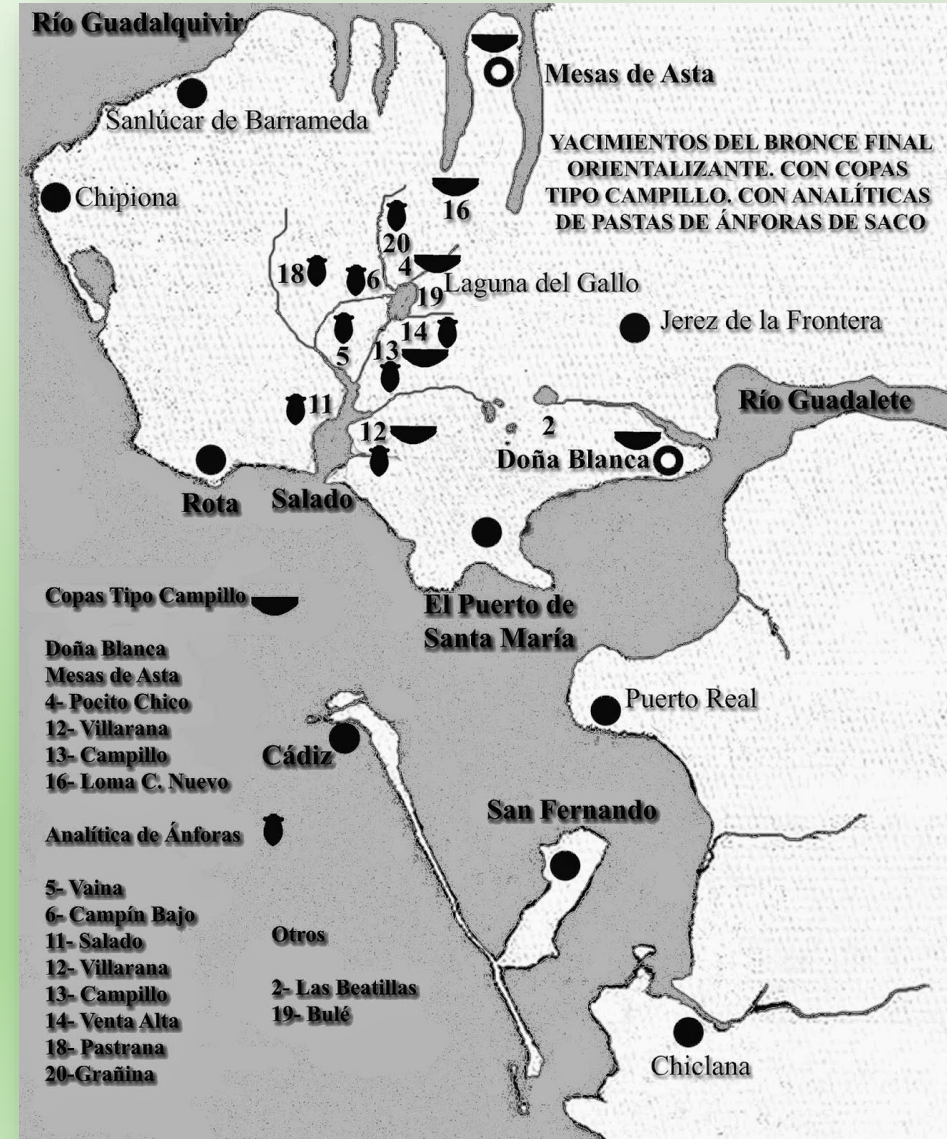 Río Guadalquivir
Mesas de Asta
Sanlúcar de Barrameda
YACIMIENTOS DEL BRONCE FINAL
ORIENTALIZANTE. CON COPAS
TIPO CAMPILLO. CON ANALÍTICAS
DE PASTAS DE ÁNFORAS DE SACO
Chipiona
16
20
18
6
4
Laguna del Gallo
19
14
Jerez de la Frontera
5
13
11
Río Guadalete
12
2
Doña Blanca
Rota
Salado
El Puerto de
Santa María
Copas Tipo Campillo
Doña Blanca
Mesas de Asta
4- Pocito Chico
12- Villarana
13- Campillo
16- Loma C. Nuevo
Puerto Real
Cádiz
San Fernando
Analítica de Ánforas
5- Vaina
6- Campín Bajo
11- Salado
12- Villarana
13- Campillo
14- Venta Alta
18- Pastrana
20-Grañina
Otros
2- Las Beatillas
19- Bulé
Chiclana